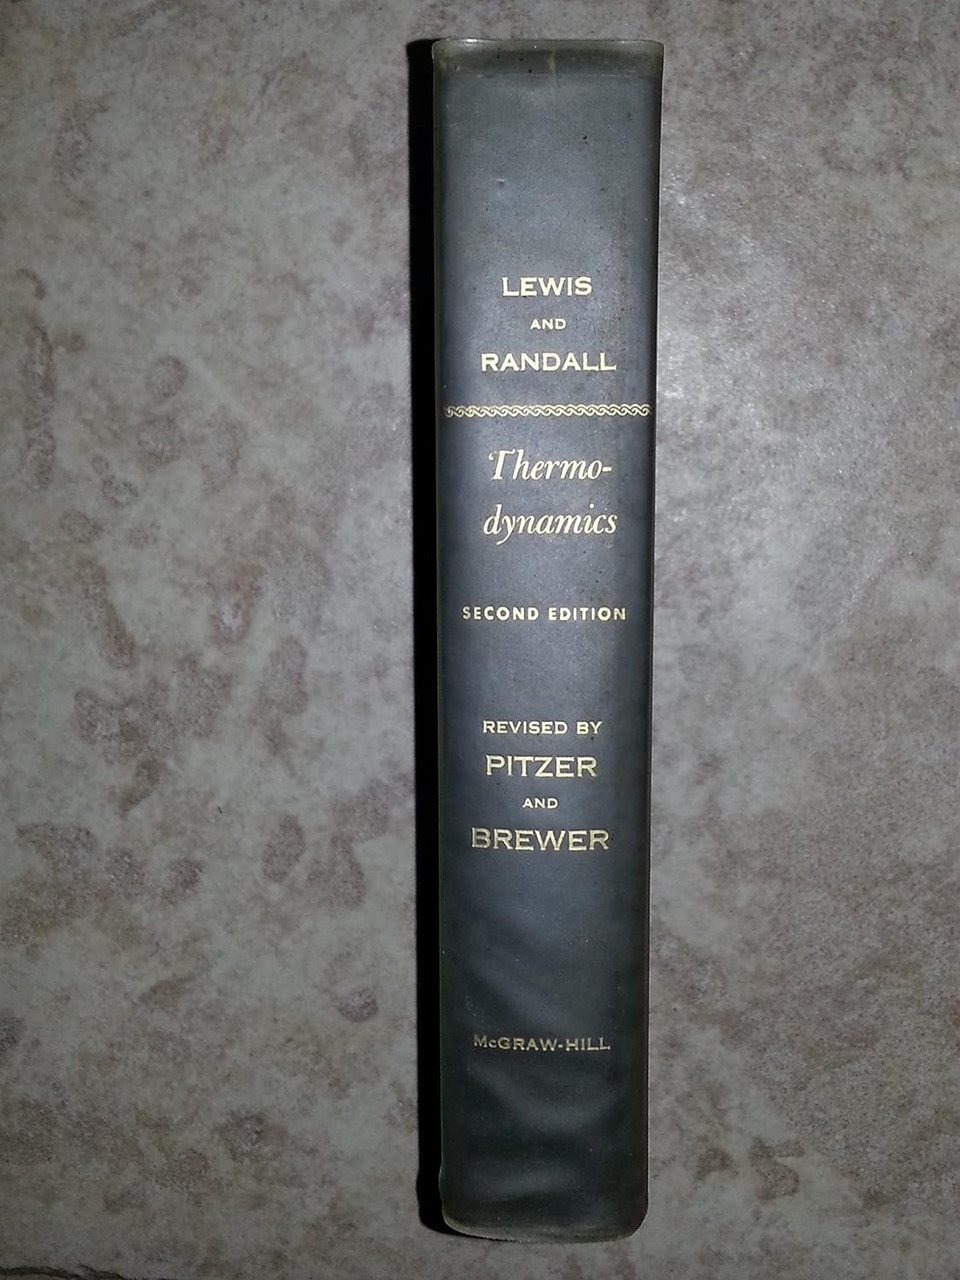 LEWIS
AND
RANDALL
Thermo-
dynamics
SECOND EDITION
REVISED BY
PITZER
AND
BREWER
McGRAW-HILL